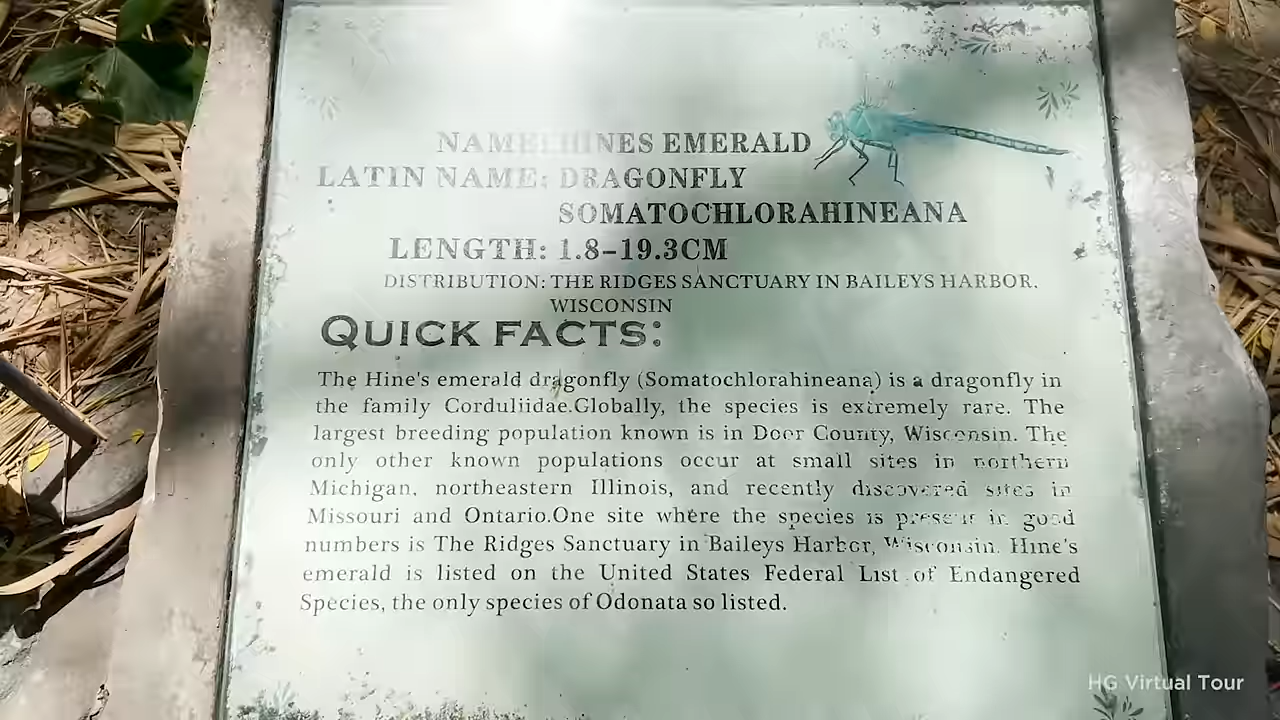 NAME: HINES EMERALD
LATIN NAME: DRAGONFLY
SOMATOCHLORAHINEANA
LENGTH: 1.8-19.3CM
DISTRIBUTION: THE RIDGES SANCTUARY IN BAILEYS HARBOR.
WISCONSIN
QUICK FACTS:
The Hine's emerald dragonfly (Somatochlorahineana) is a dragonfly in
the family Corduliidae.Globally, the species is extremely rare. The
largest breeding population known is in Door County, Wisconsin. The
only other known populations occur at small sites in northern
Michigan, northeastern Illinois, and recently discovered sites in
Missouri and Ontario.One site where the species is present in good
numbers is The Ridges Sanctuary in Baileys Harbor, Wisconsin. Hine's
emerald is listed on the United States Federal List of Endangered
Species, the only species of Odonata so listed.
HG Virtual Tour